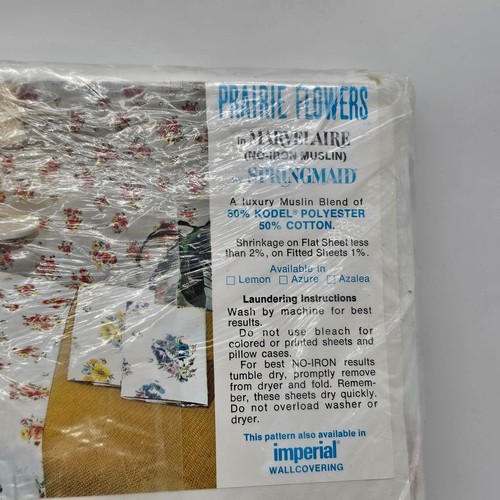 PRAIRIE FLOWERS
in MARVELAIRE
(NO-IRON MUSLIN)
by SPRINGMAID®
A luxury Muslin Blend of
50% KODEL® POLYESTER
50% COTTON.
Shrinkage on Flat Sheet less
than 2%, on Fitted Sheets 1%.
Available in
☐ Lemon ☐ Azure ☐ Azalea
Laundering Instructions
Wash by machine for best
results.
Do not use bleach for
colored or printed sheets and
pillow cases.
For best NO-IRON results
tumble dry, promptly remove
from dryer and fold. Remem-
ber, these sheets dry quickly.
Do not overload washer or
dryer.
This pattern also available in
imperial®
WALLCOVERING